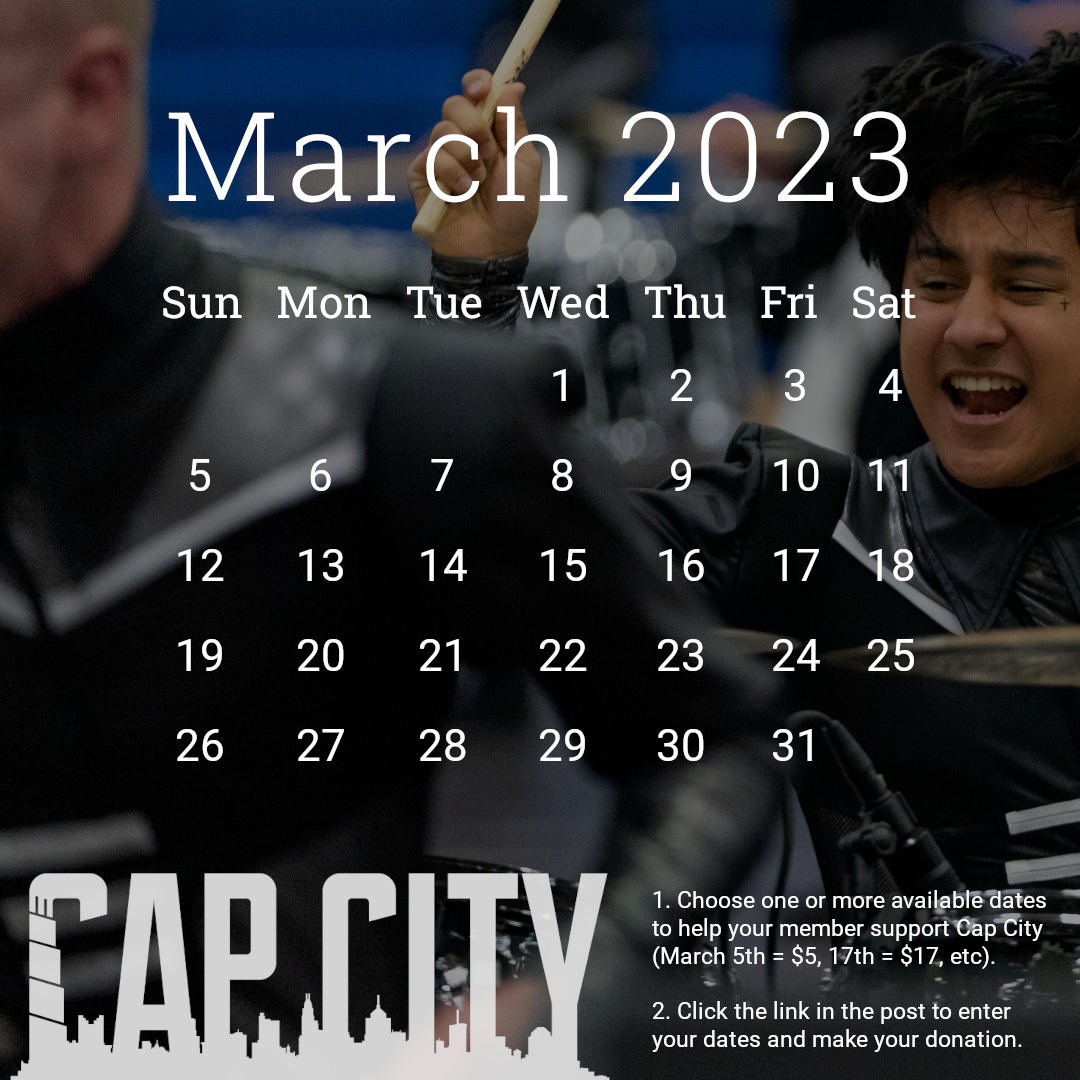 March 2023
Sun Mon Tue Wed Thu Fri Sat
1 2 3 4
5 6 7 8 9 10 11
12 13 14 15 16 17 18
19 20 21 22 23 24 25
26 27 28 29 30 31
CAP CITY
1. Choose one or more available dates
to help your member support Cap City
(March 5th = $5, 17th = $17, etc).
2. Click the link in the post to enter
your dates and make your donation.